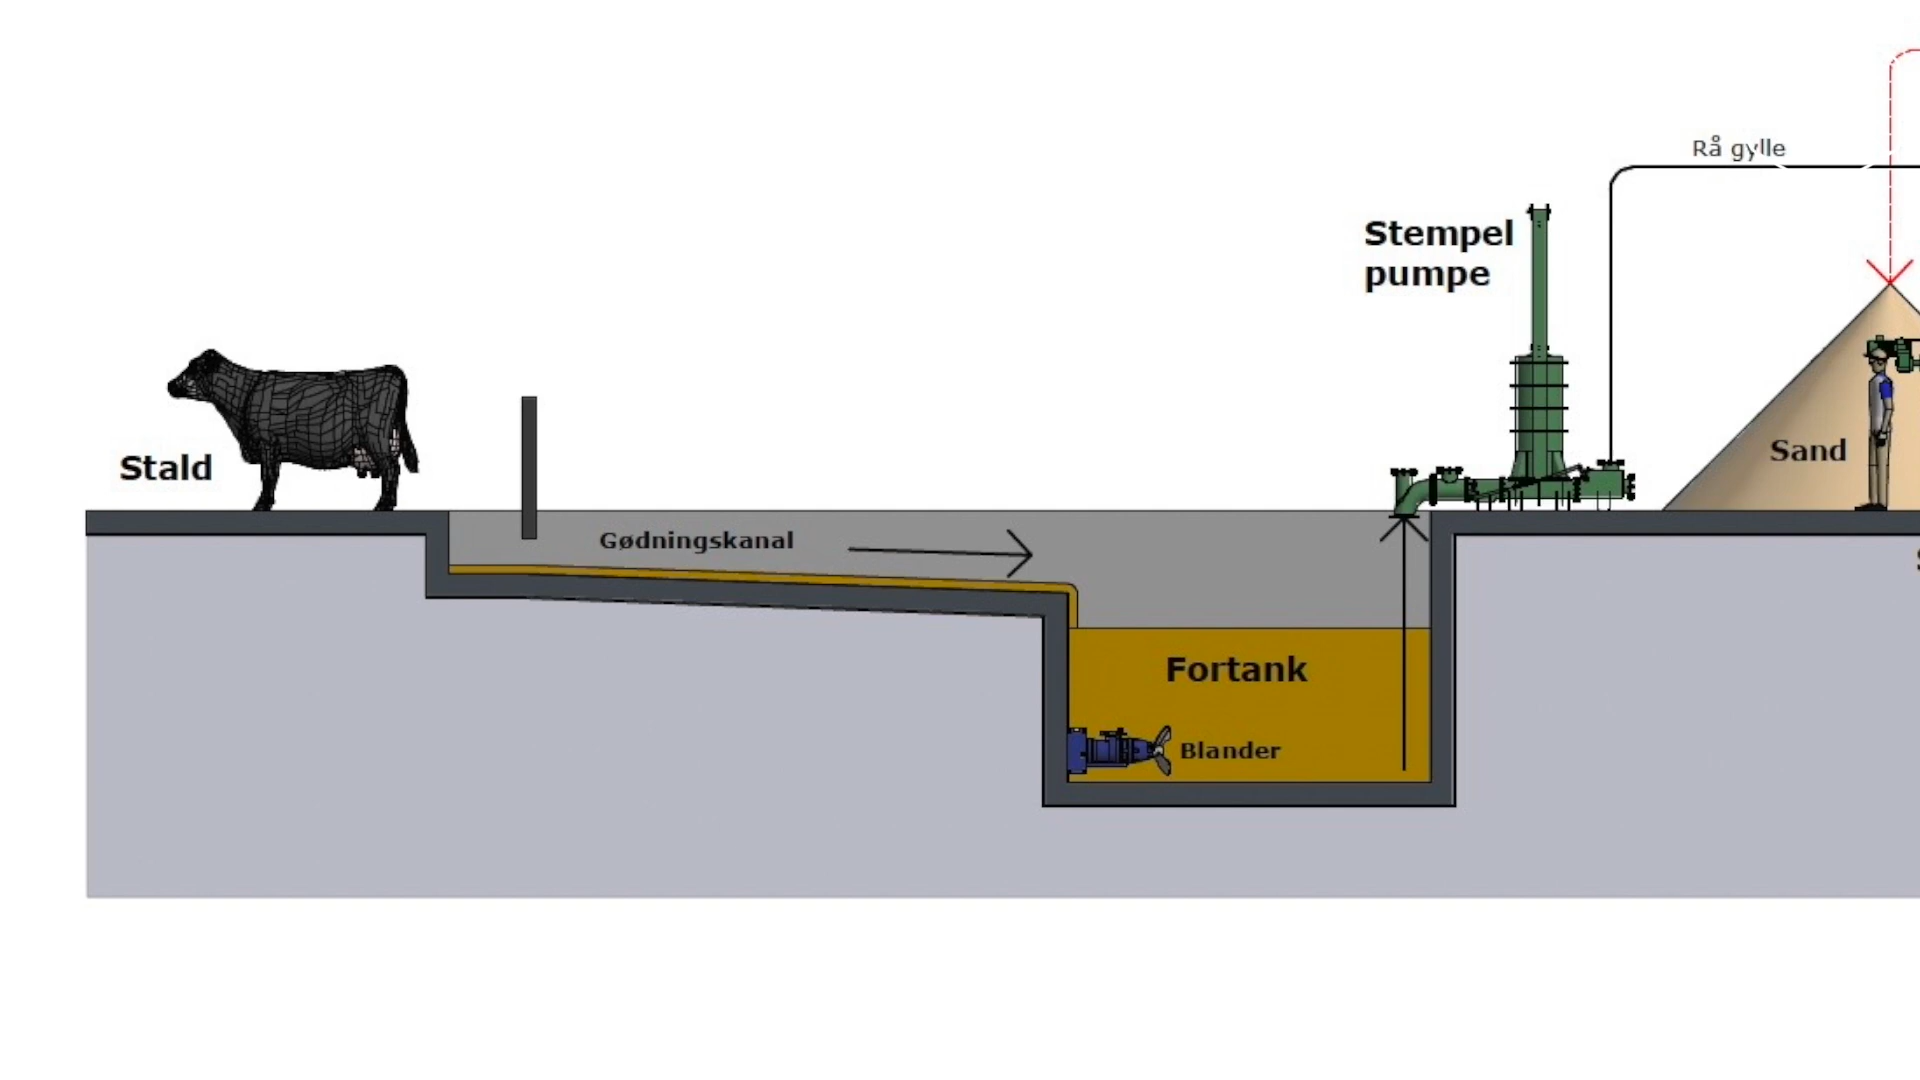 Rå gylle
Stempel
pumpe
Stald
Sand
Gødningskanal
Fortank
Blander